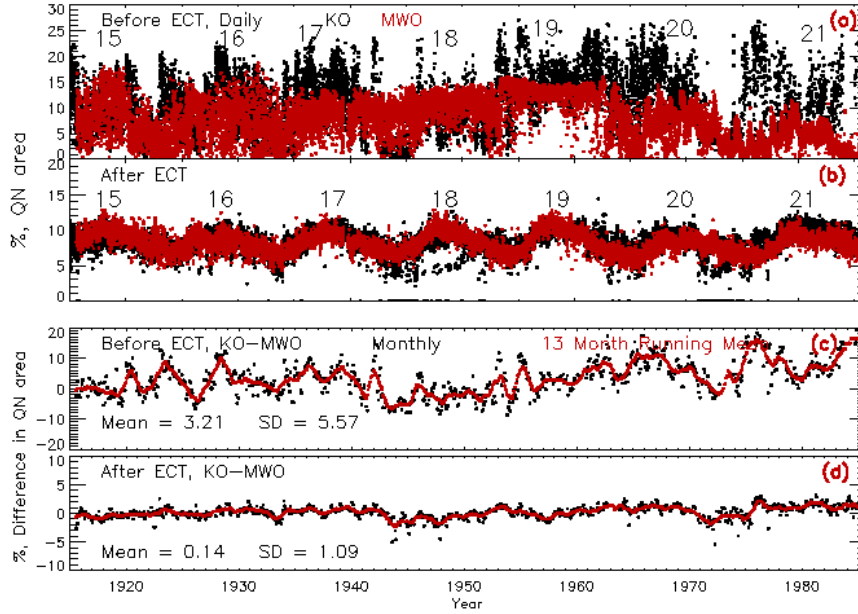 Before ECT, Daily KO MWO (a)
15 16 17 18 19 20 21
30
25
20
15
10
5
0
After ECT (b)
15 16 17 18 19 20 21
20
15
10
5
0
%, QN area
Before ECT, KO−MWO Monthly 13 Month Running Mean (c)
20
10
0
−10
−20
Mean = 3.21 SD = 5.57
After ECT, KO−MWO (d)
10
5
0
−5
−10
Mean = 0.14 SD = 1.09
%, Difference in QN area
1920 1930 1940 1950 1960 1970 1980
Year